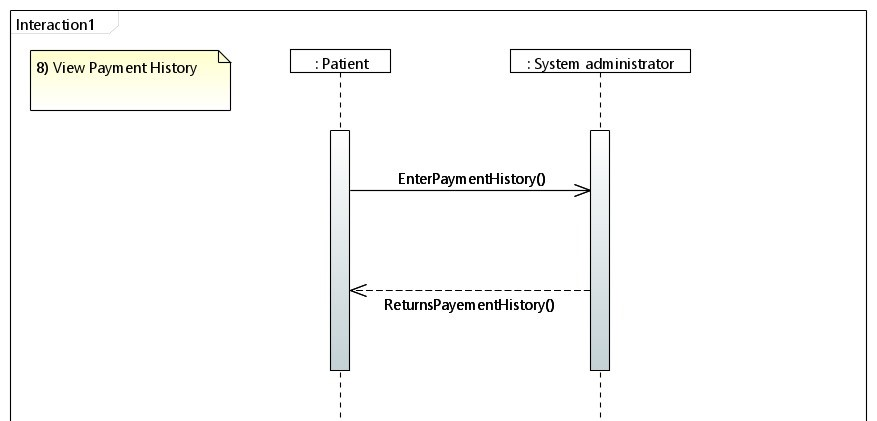 Interaction1
8) View Payment History
: Patient
: System administrator
EnterPaymentHistory()
ReturnsPayementHistory()